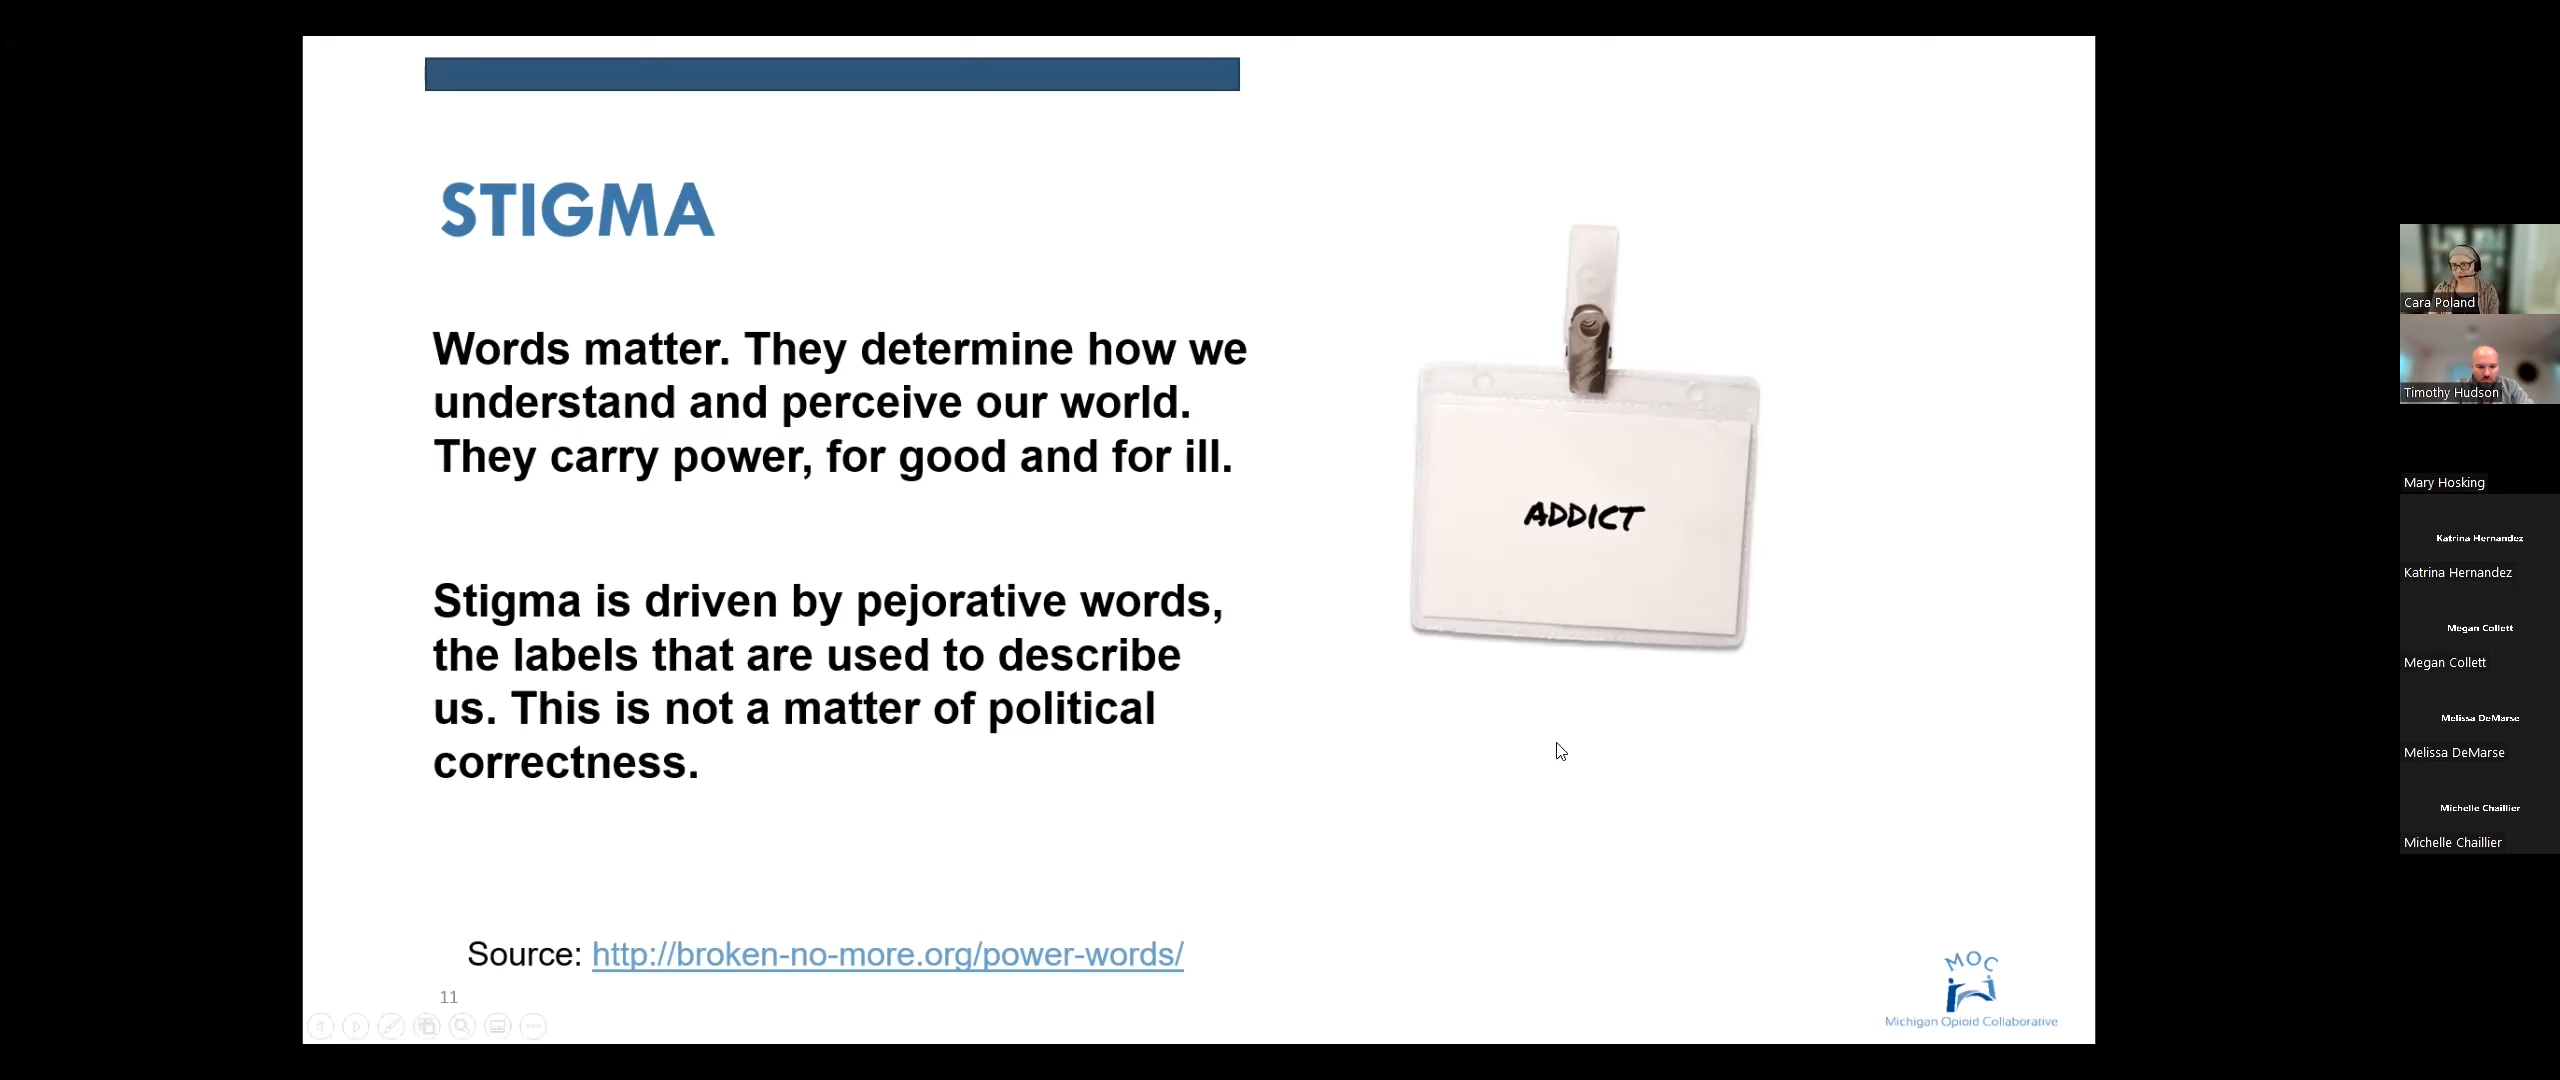 STIGMA
Words matter. They determine how we
understand and perceive our world.
They carry power, for good and for ill.
Stigma is driven by pejorative words,
the labels that are used to describe
us. This is not a matter of political
correctness.
ADDICT
Source: http://broken-no-more.org/power-words/
11
MOC
Michigan Opioid Collaborative
Cara Poland
Timothy Hudson
Mary Hosking
Katrina Hernandez
Katrina Hernandez
Megan Collett
Megan Collett
Melissa DeMarse
Melissa DeMarse
Michelle Chaillier
Michelle Chaillier